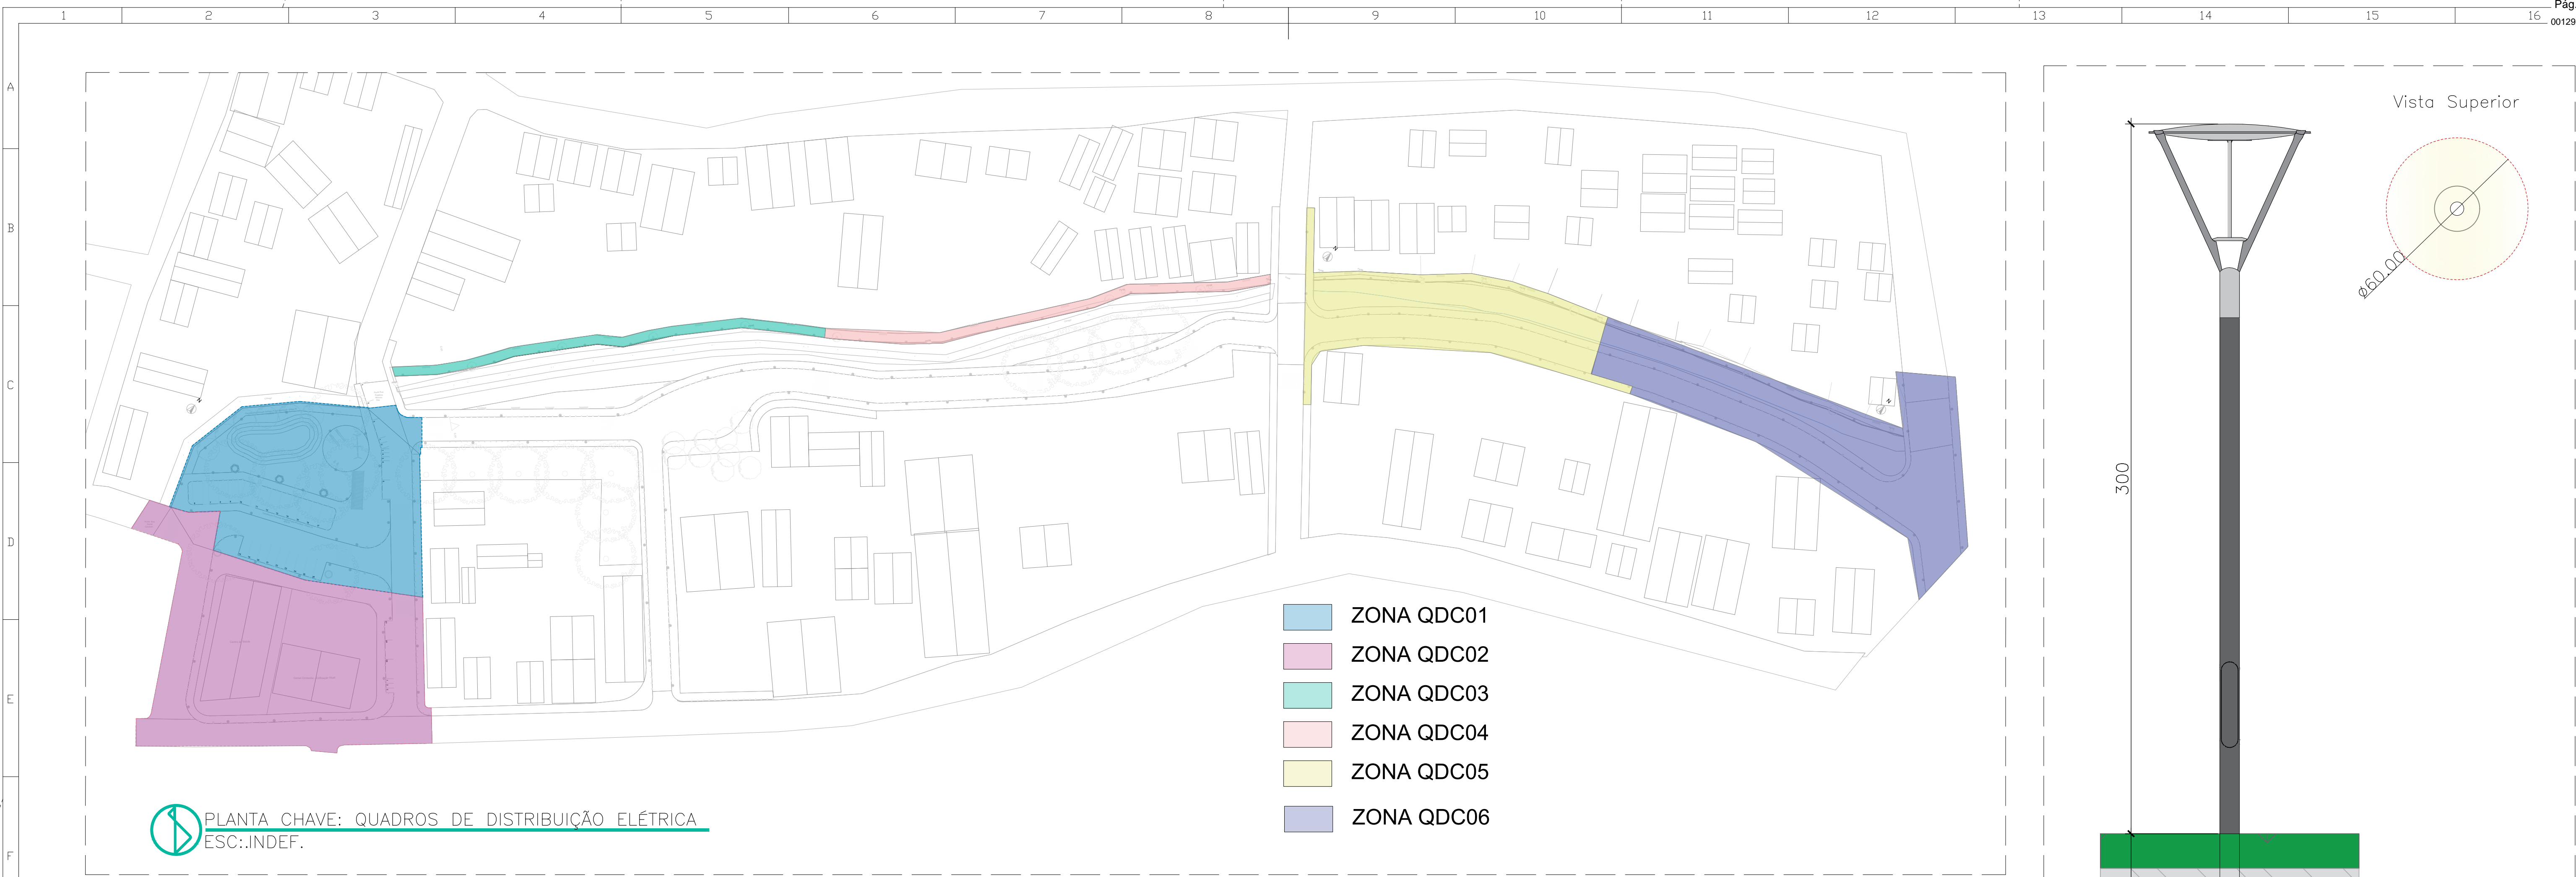 Pág.
00129
1 2 3 4 5 6 7 8 9 10 11 12 13 14 15 16
A
B
C
D
E
F
Vista Superior
Ø60.00
300
N
N
N
ZONA QDC01
ZONA QDC02
ZONA QDC03
ZONA QDC04
ZONA QDC05
ZONA QDC06
PLANTA CHAVE: QUADROS DE DISTRIBUIÇÃO ELÉTRICA
ESC:.INDEF.